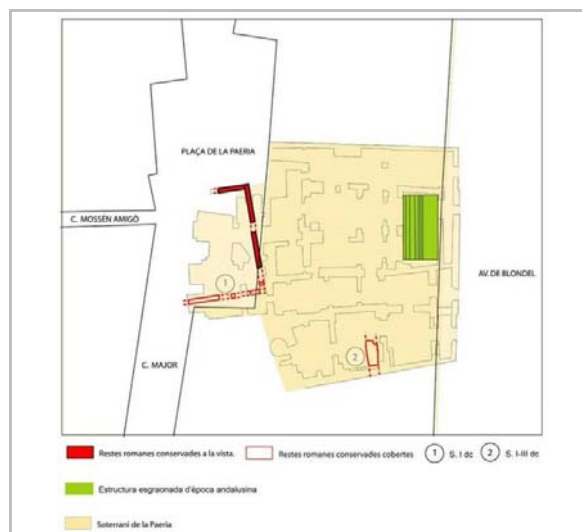 PLAÇA DE LA PAERIA
C. MOSSÈN AMIGÓ
AV. DE BLONDEL
1
2
C. MAJOR
Restes romanes conservades a la vista.
Restes romanes conservades cobertes
1 S. I dc
2 S. I-III dc
Estructura esgraonada d'època andalusina
Soterrani de la Paeria